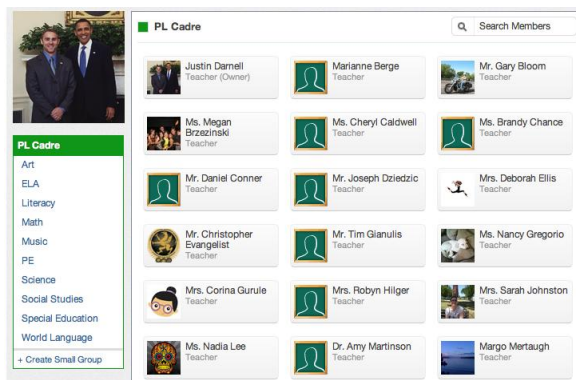 PL Cadre
Art
ELA
Literacy
Math
Music
PE
Science
Social Studies
Special Education
World Language
+ Create Small Group
PL Cadre
Search Members
Justin Darnell
Teacher (Owner)
Marianne Berge
Teacher
Mr. Gary Bloom
Teacher
Ms. Megan
Brzezinski
Teacher
Ms. Cheryl Caldwell
Teacher
Ms. Brandy Chance
Teacher
Mr. Daniel Conner
Teacher
Mr. Joseph Dziedzic
Teacher
Mrs. Deborah Ellis
Teacher
Mr. Christopher
Evangelist
Teacher
Mr. Tim Gianulis
Teacher
Ms. Nancy Gregorio
Teacher
Mrs. Corina Gurule
Teacher
Mrs. Robyn Hilger
Teacher
Mrs. Sarah Johnston
Teacher
Ms. Nadia Lee
Teacher
Dr. Amy Martinson
Teacher
Margo Mertaugh
Teacher